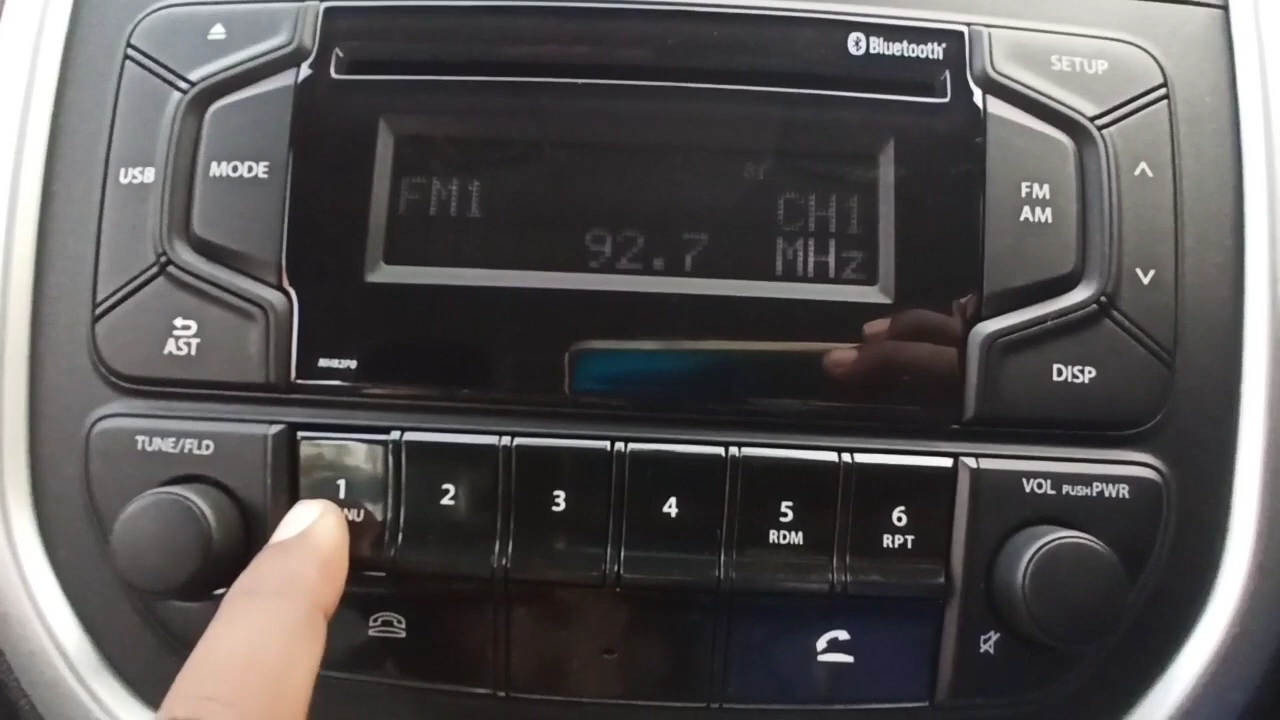 Bluetooth
SETUP
USB
MODE
FM1
ST
CH1
92.7 MHz
FM
AM
AST
DISP
TUNE/FLD
1
2
3
4
5
RDM
6
RPT
VOL PUSH PWR